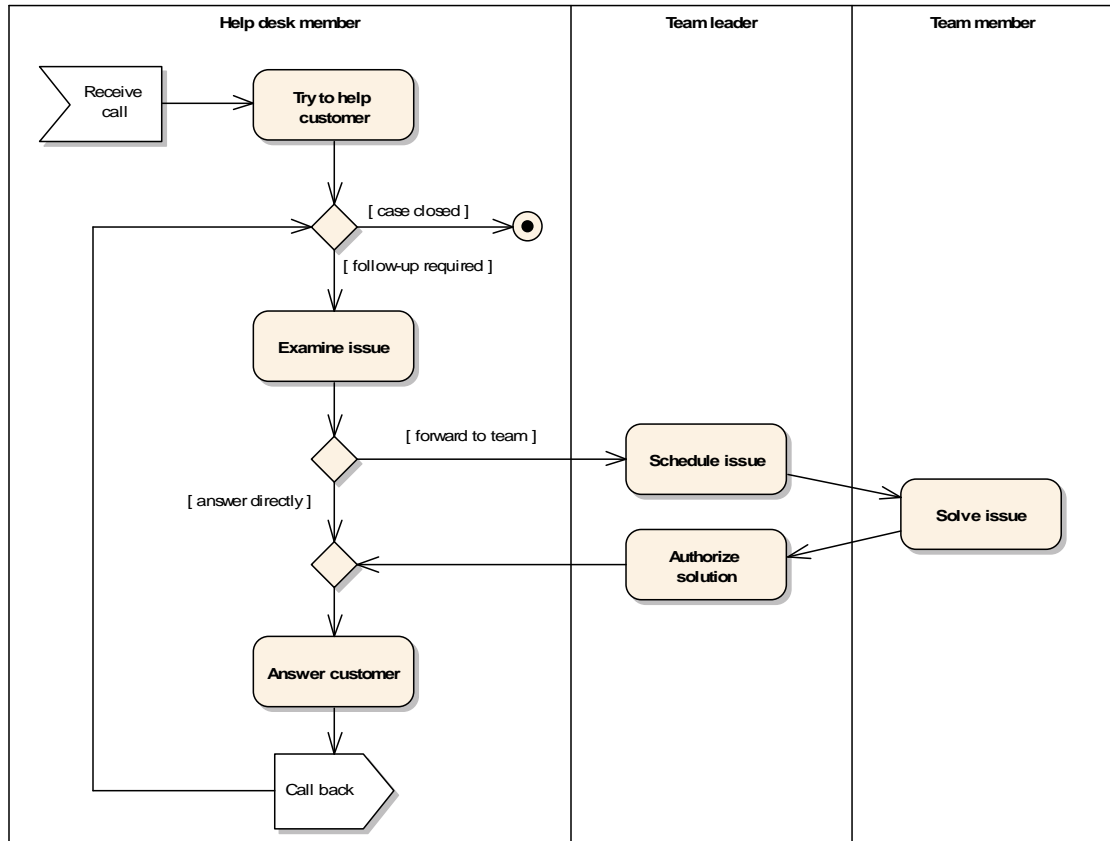 Help desk member
Team leader
Team member
Receive
call
Try to help
customer
[ case closed ]
[ follow-up required ]
Examine issue
[ forward to team ]
Schedule issue
[ answer directly ]
Solve issue
Authorize
solution
Answer customer
Call back